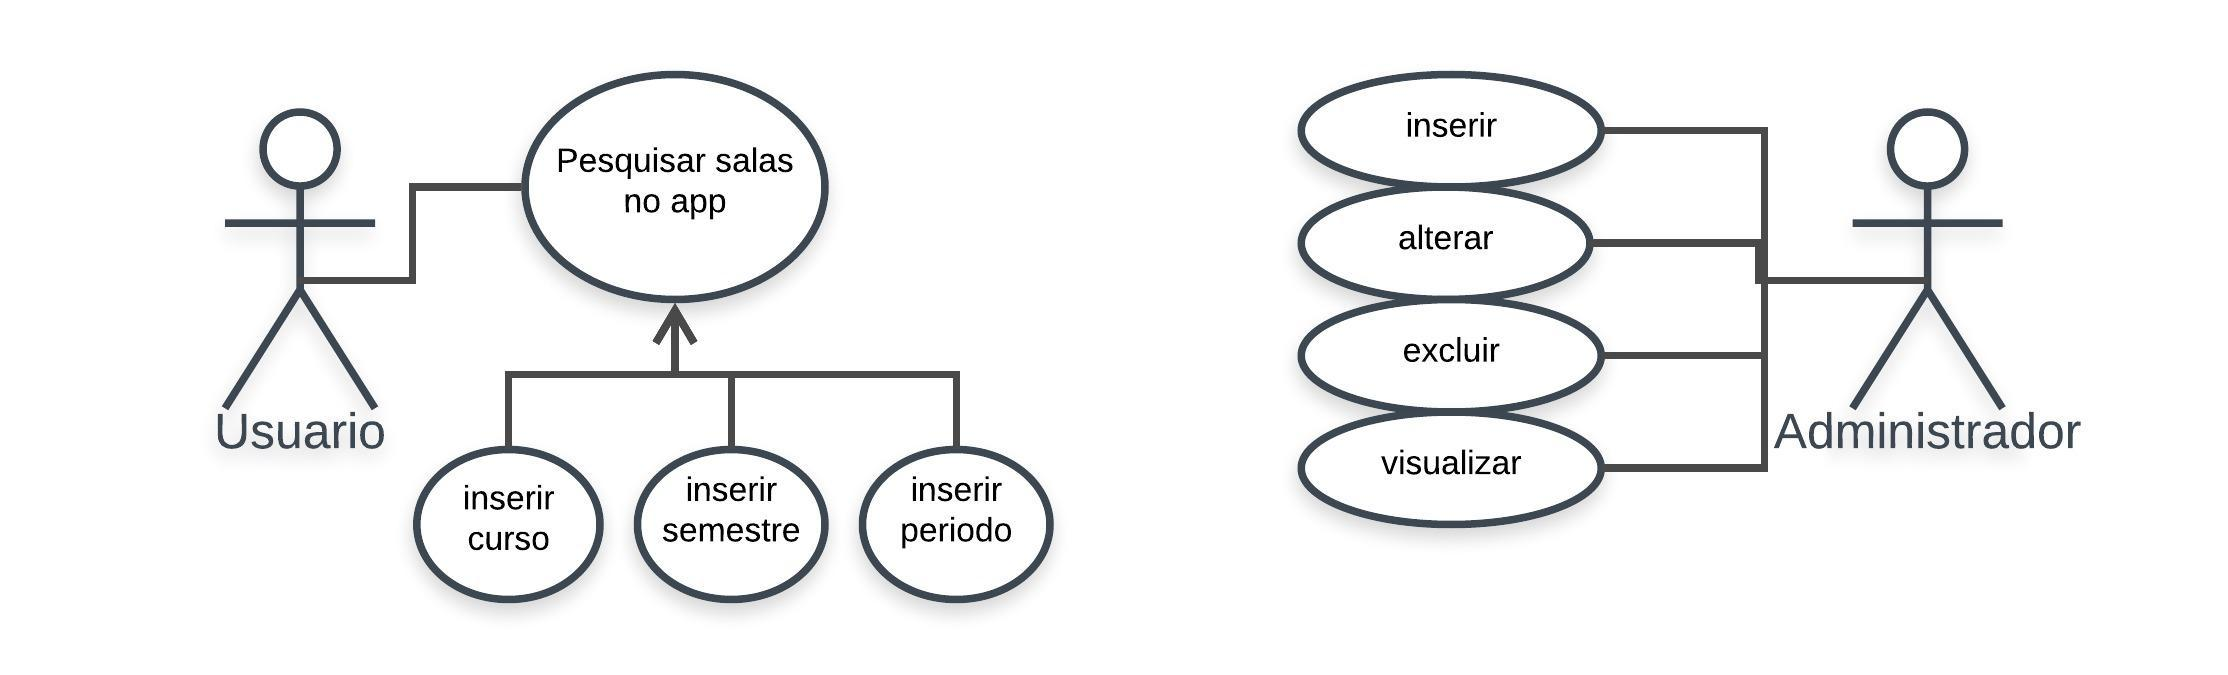 Pesquisar salas
no app
Usuario
inserir
curso
inserir
semestre
inserir
periodo
inserir
alterar
excluir
visualizar
Administrador